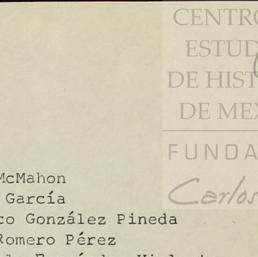 CENTRO
ESTUD
DE HIST
DE MEX
FUNDA
Carlos
McMahon
García
co González Pineda
Romero Pérez